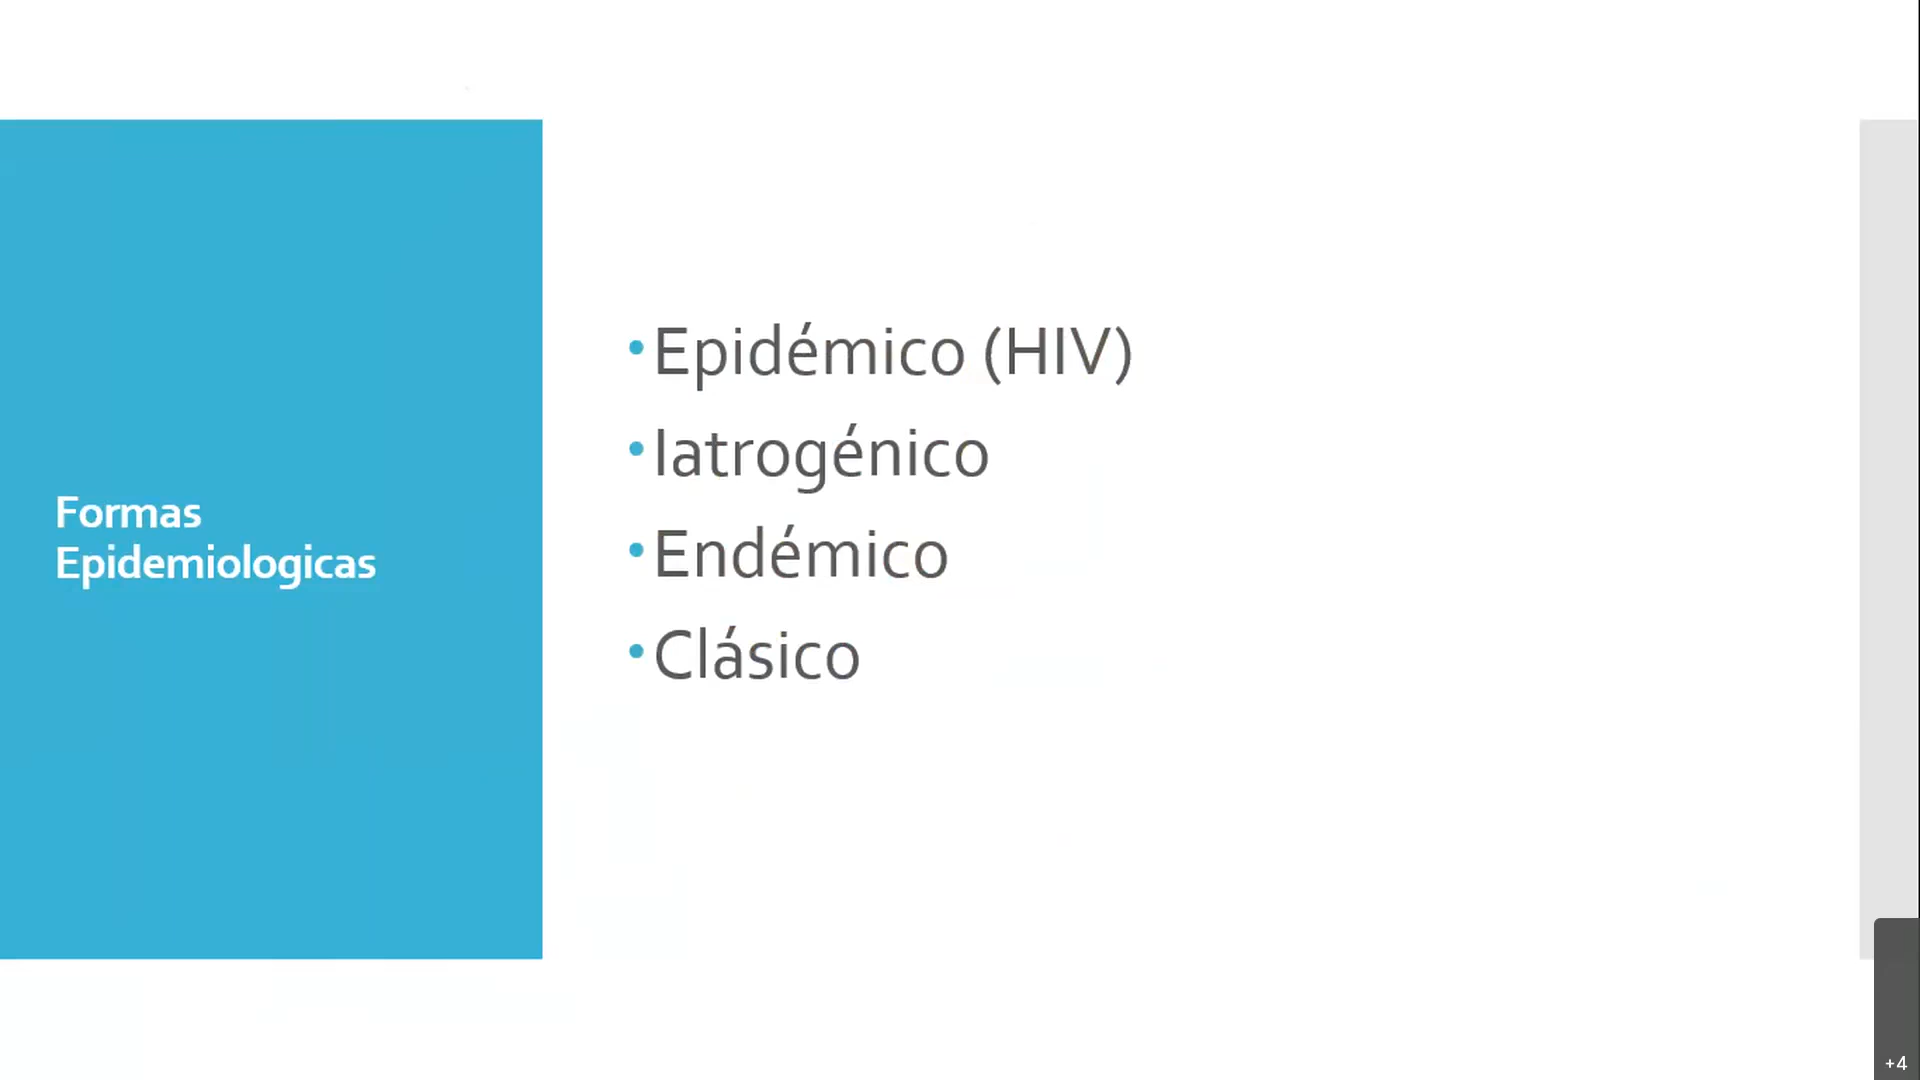 Formas
Epidemiologicas
•Epidémico (HIV)
•Iatrogénico
•Endémico
•Clásico
+4